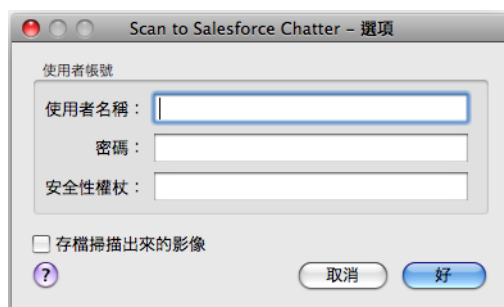 Scan to Salesforce Chatter – 選項
使用者帳號
使用者名稱：
密碼：
安全性權杖：
存檔掃描出來的影像
?
取消
好